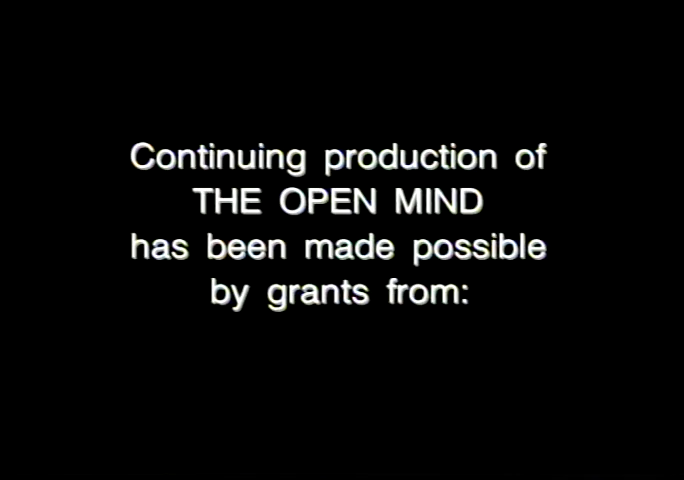 Continuing production of
THE OPEN MIND
has been made possible
by grants from: